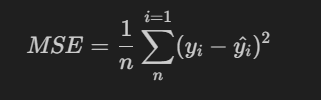 MSE = \frac{1}{n} \sum_{n}^{i=1} (y_i - \hat{y_i})^2